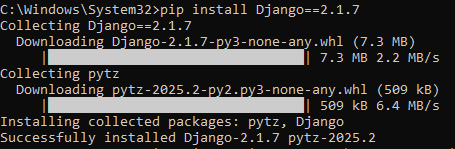 C:\Windows\System32>pip install Django==2.1.7
Collecting Django==2.1.7
Downloading Django-2.1.7-py3-none-any.whl (7.3 MB)
|████████████████████████████████| 7.3 MB 2.2 MB/s
Collecting pytz
Downloading pytz-2025.2-py2.py3-none-any.whl (509 kB)
|████████████████████████████████| 509 kB 6.4 MB/s
Installing collected packages: pytz, Django
Successfully installed Django-2.1.7 pytz-2025.2